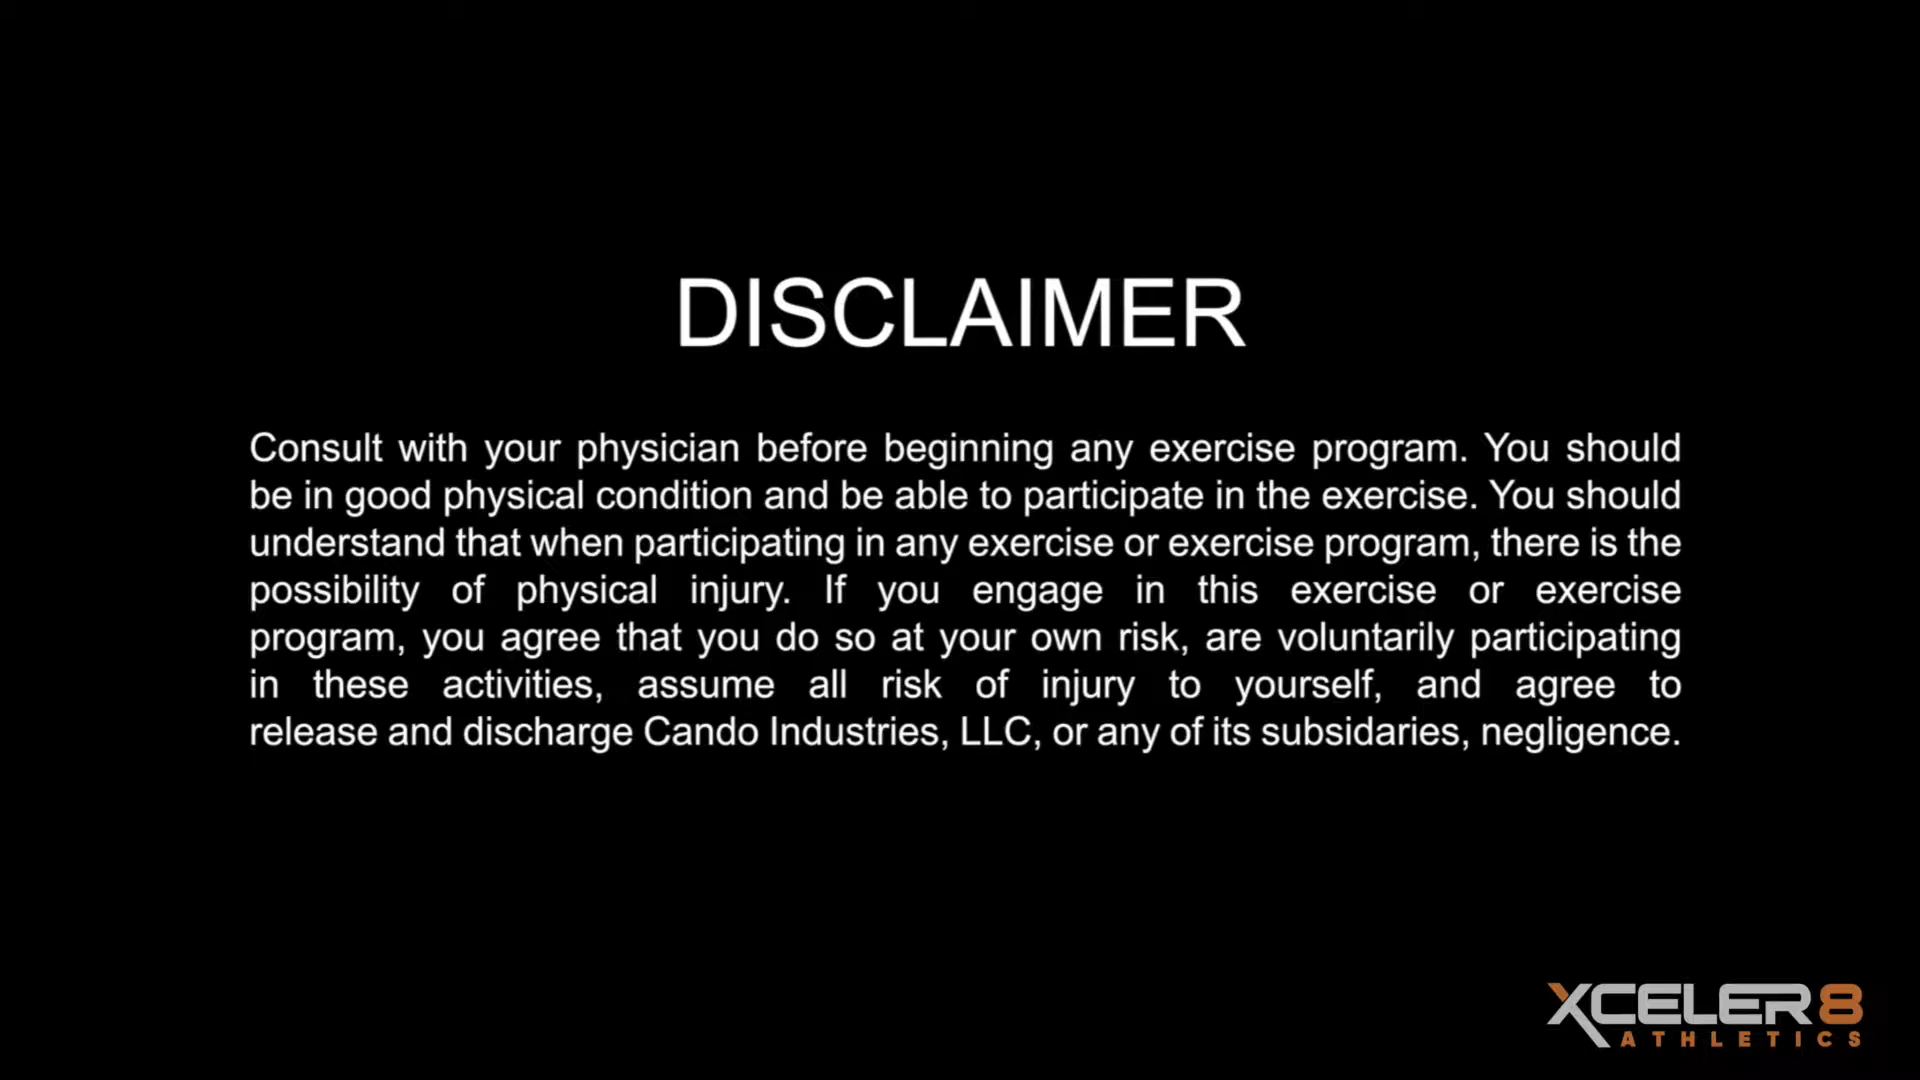 DISCLAIMER
Consult with your physician before beginning any exercise program. You should
be in good physical condition and be able to participate in the exercise. You should
understand that when participating in any exercise or exercise program, there is the
possibility of physical injury. If you engage in this exercise or exercise
program, you agree that you do so at your own risk, are voluntarily participating
in these activities, assume all risk of injury to yourself, and agree to
release and discharge Cando Industries, LLC, or any of its subsidaries, negligence.
XCELER8
ATHLETICS